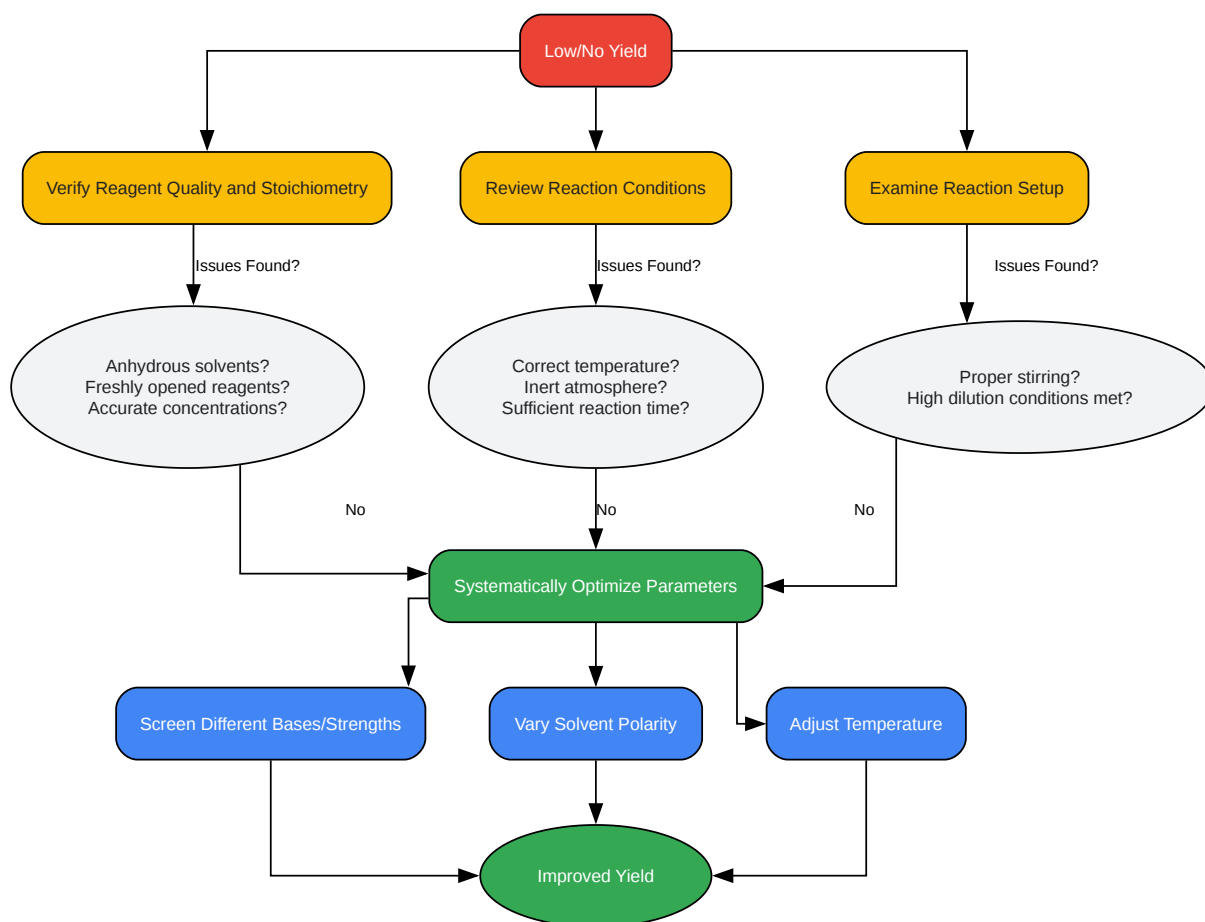 Low/No Yield
Verify Reagent Quality and Stoichiometry
Review Reaction Conditions
Examine Reaction Setup
Issues Found?
Issues Found?
Issues Found?
Anhydrous solvents?
Freshly opened reagents?
Accurate concentrations?
Correct temperature?
Inert atmosphere?
Sufficient reaction time?
Proper stirring?
High dilution conditions met?
No
No
No
Systematically Optimize Parameters
Screen Different Bases/Strengths
Vary Solvent Polarity
Adjust Temperature
Improved Yield